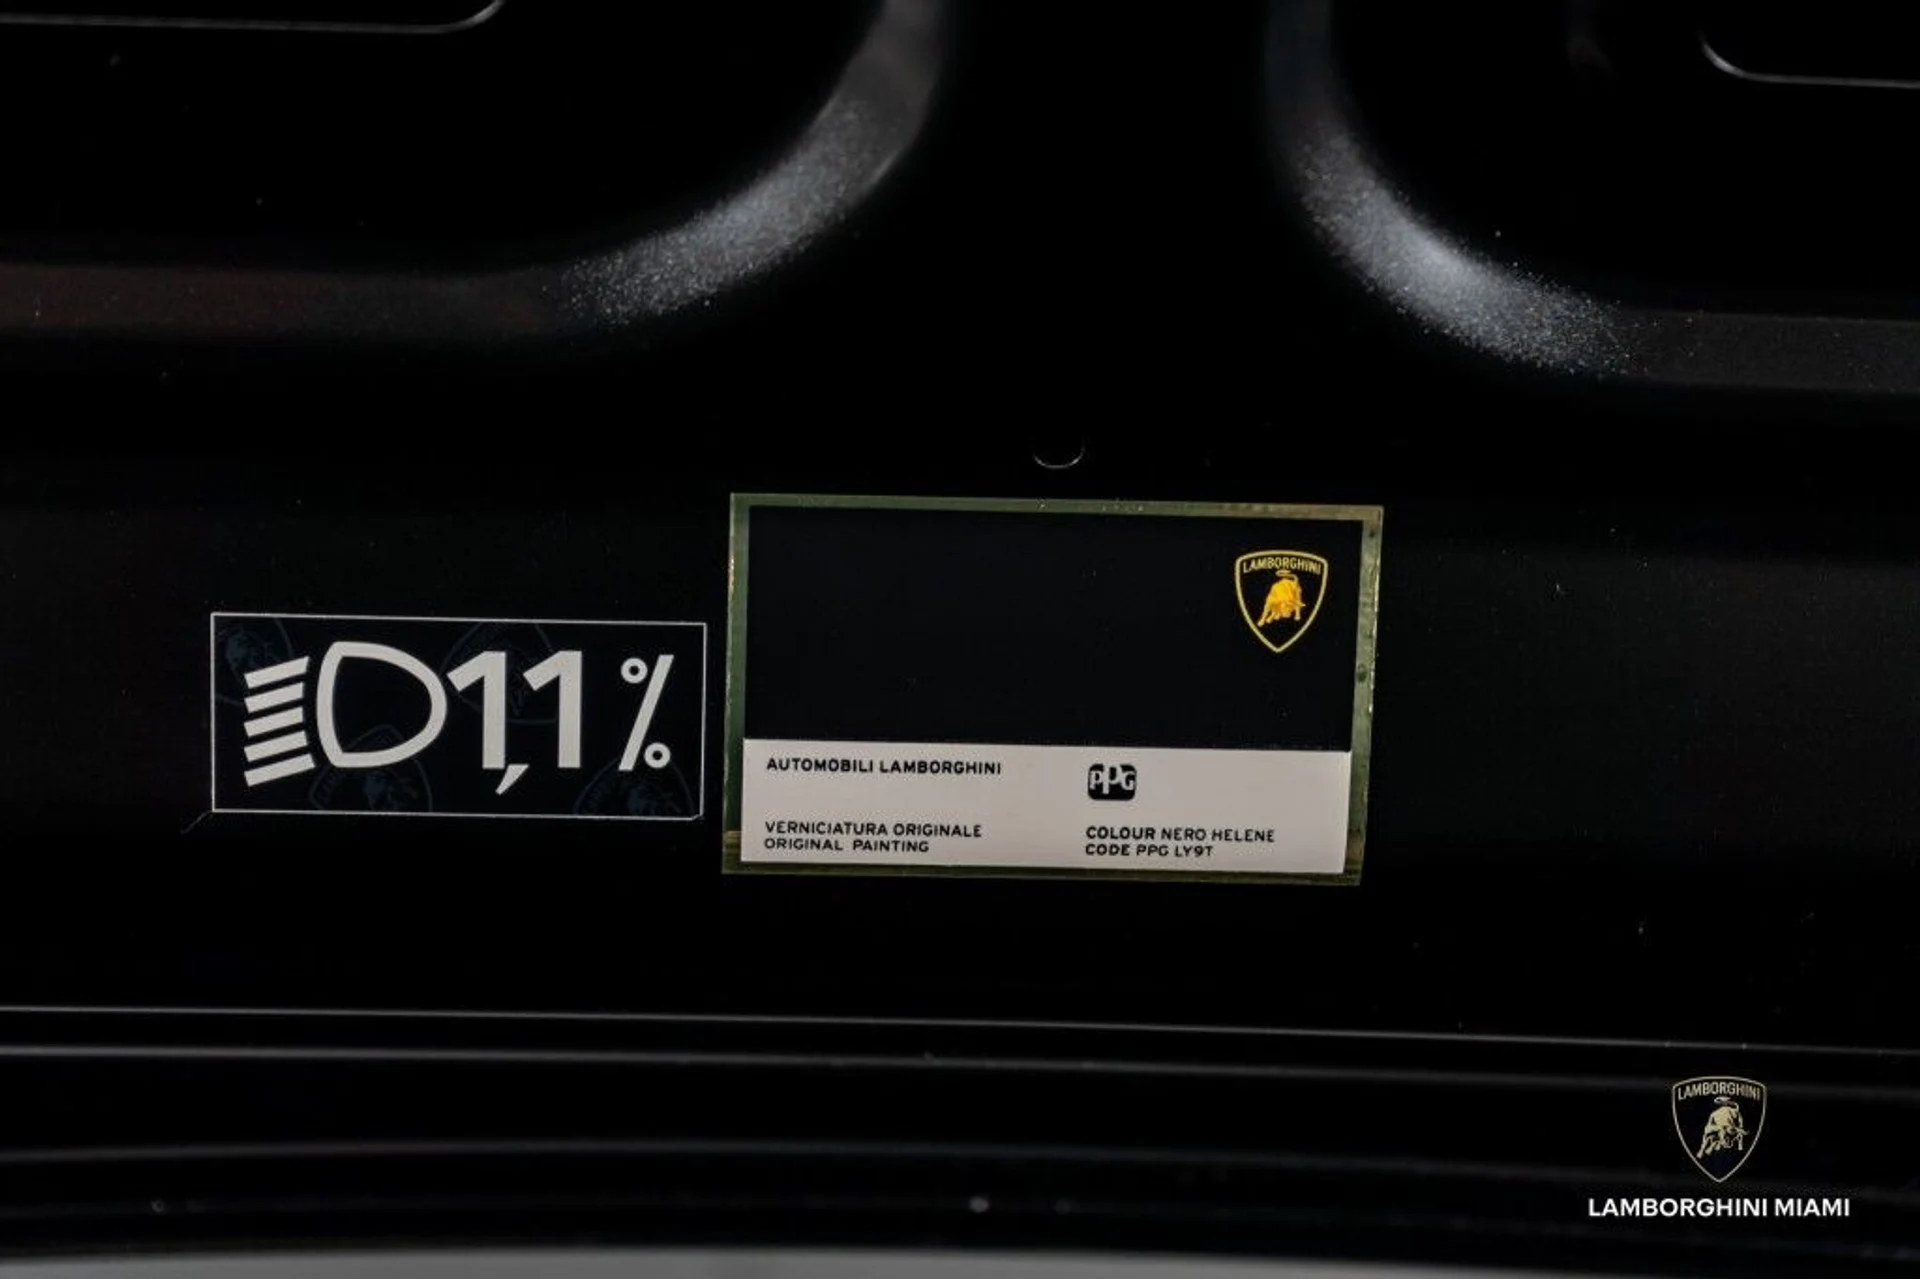 1,1 %
LAMBORGHINI
AUTOMOBILI LAMBORGHINI
PPG
VERNICIATURA ORIGINALE
ORIGINAL PAINTING
COLOUR NERO HELENE
CODE PPG LY9T
LAMBORGHINI
LAMBORGHINI MIAMI